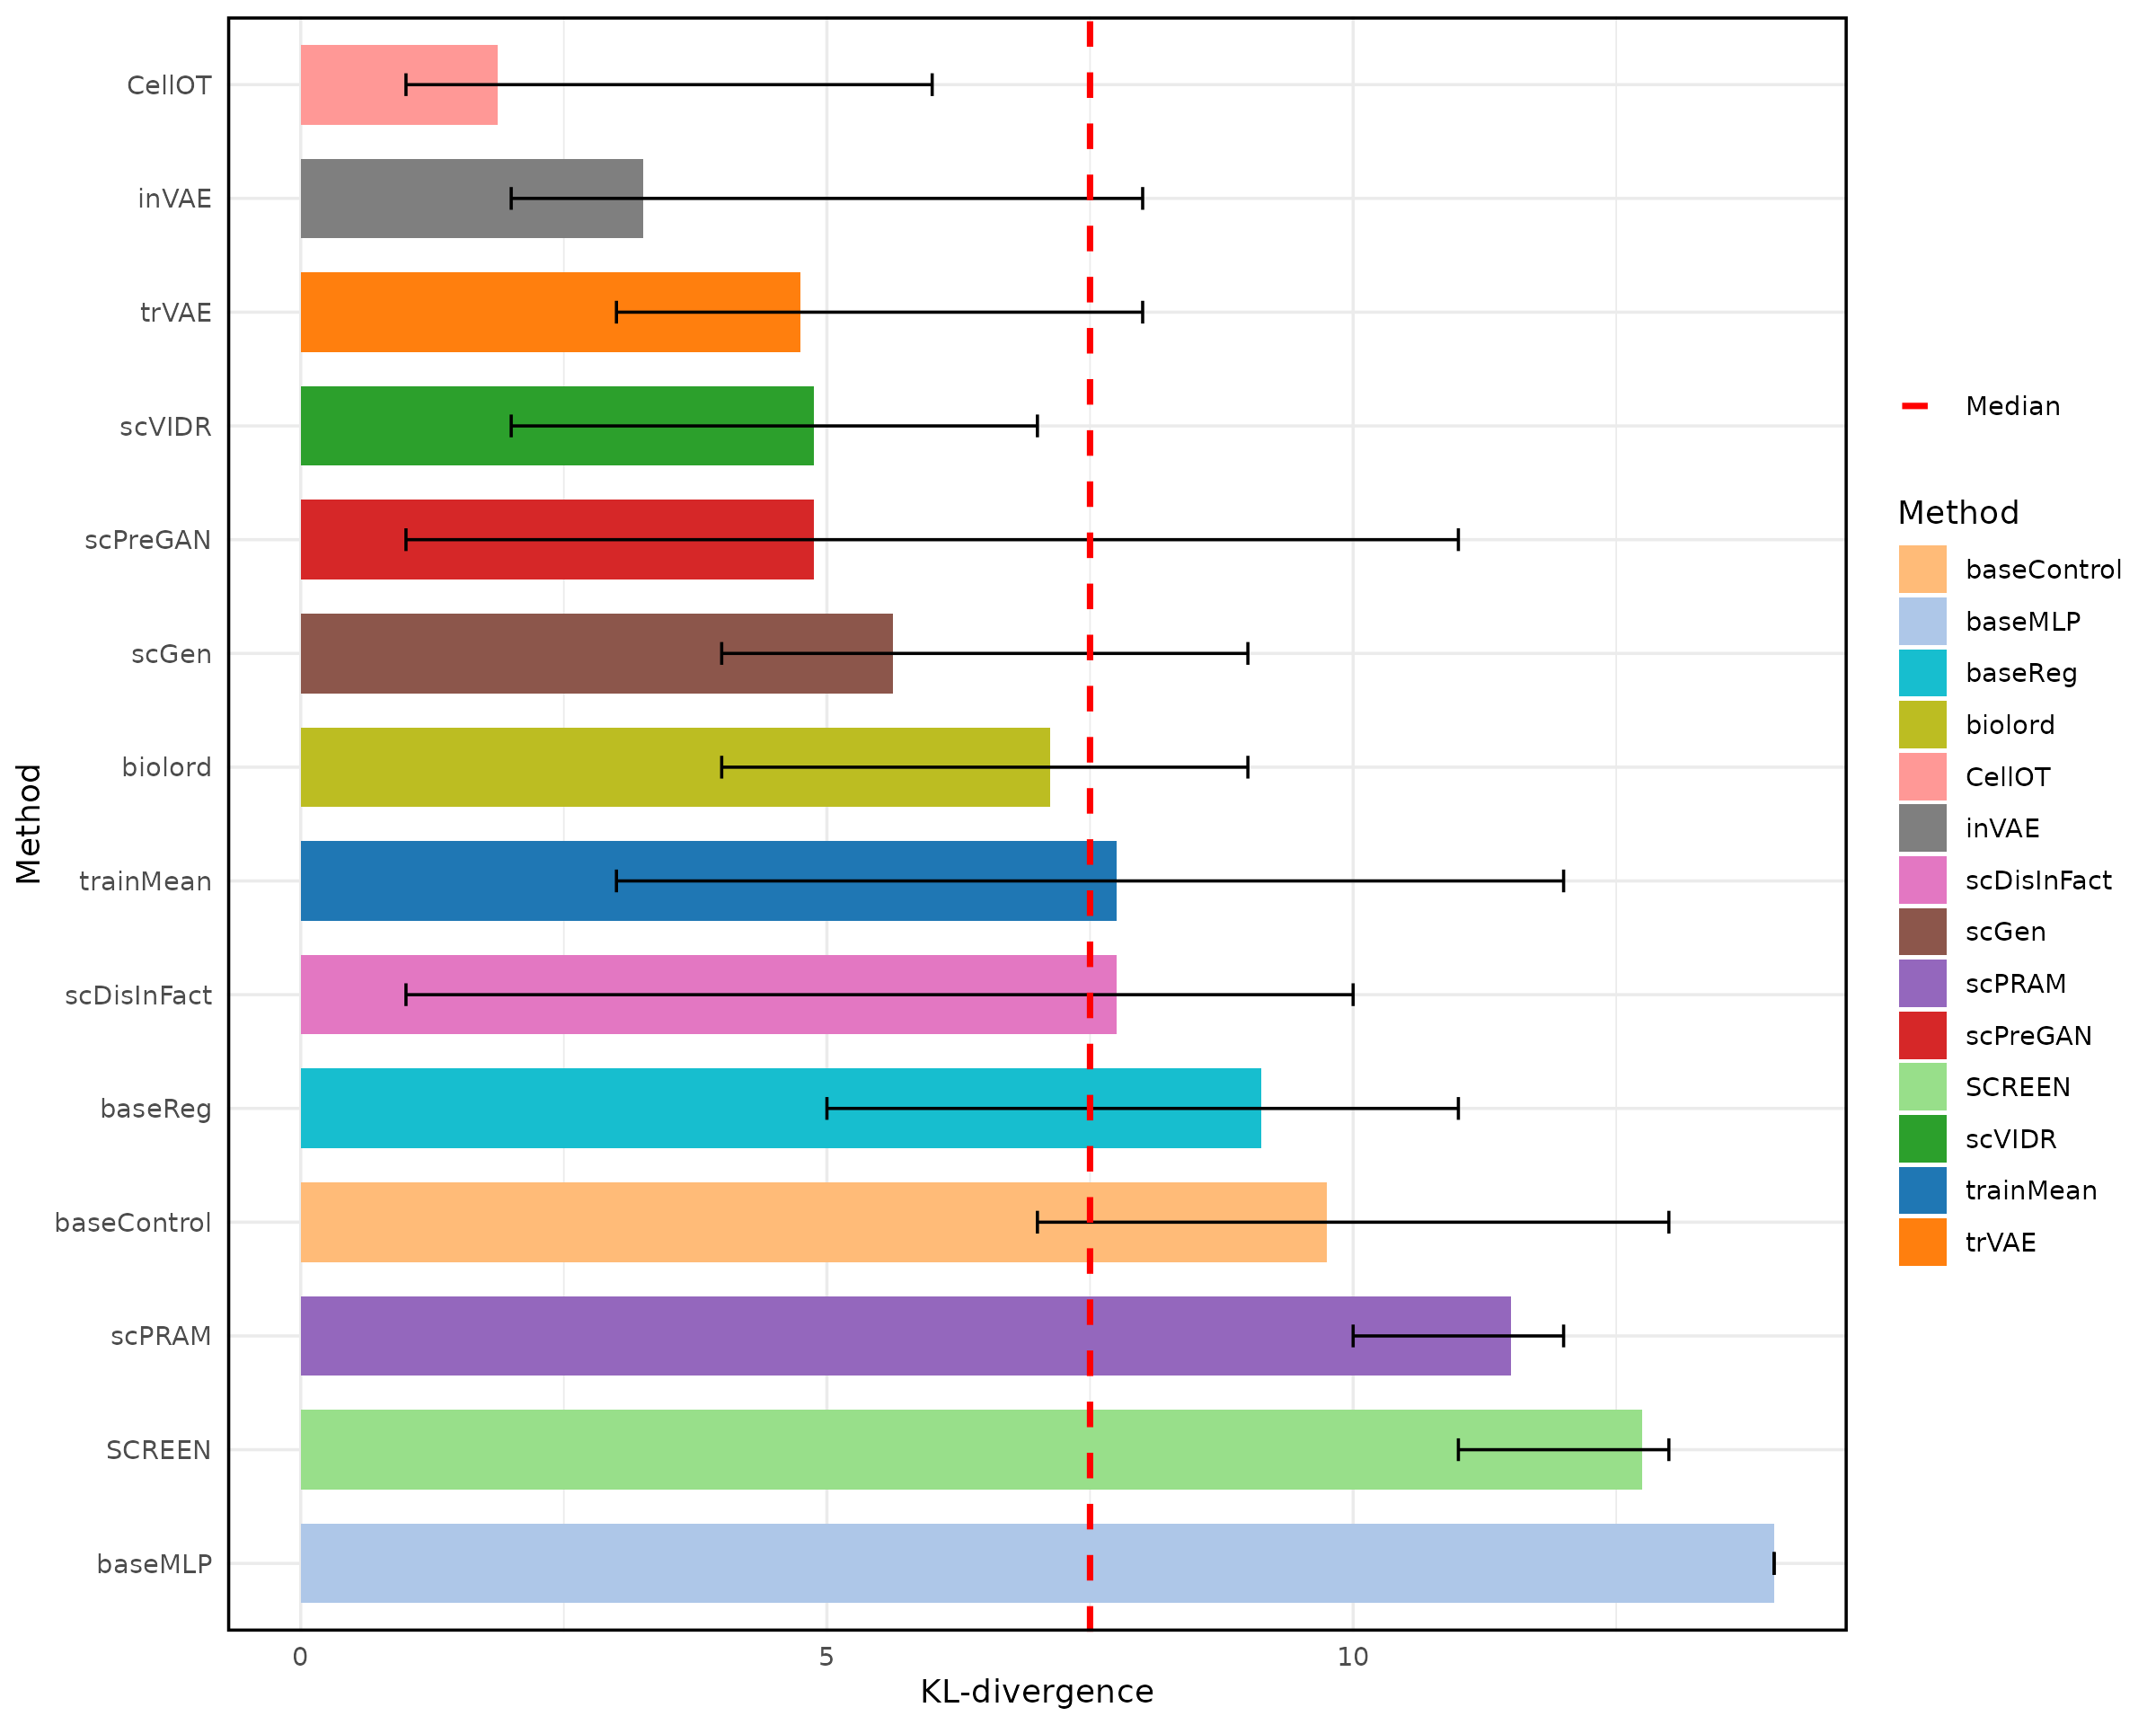 Method
CellOT
inVAE
trVAE
scVIDR
scPreGAN
scGen
biolord
trainMean
scDisInFact
baseReg
baseControl
scPRAM
SCREEN
baseMLP
0 5 10
KL-divergence
Median
Method
baseControl
baseMLP
baseReg
biolord
CellOT
inVAE
scDisInFact
scGen
scPRAM
scPreGAN
SCREEN
scVIDR
trainMean
trVAE